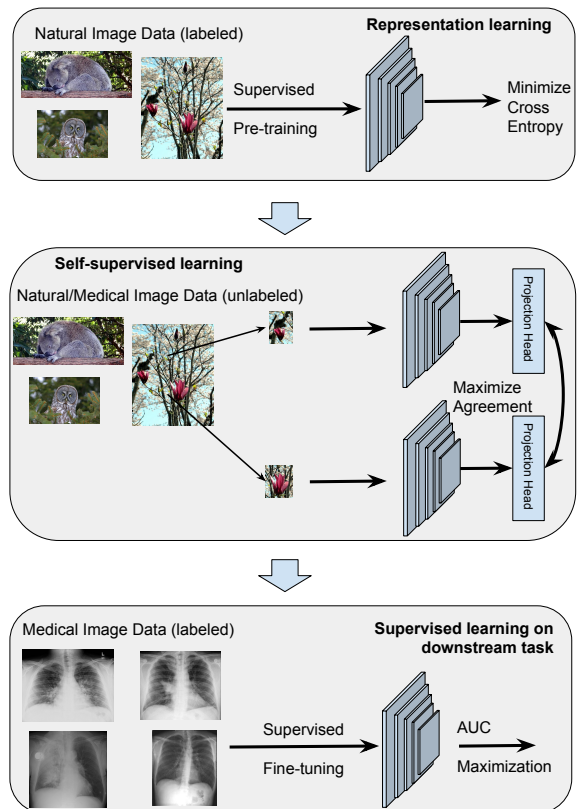 Representation learning
Natural Image Data (labeled)
Supervised
Pre-training
Minimize
Cross
Entropy
Self-supervised learning
Natural/Medical Image Data (unlabeled)
Projection Head
Maximize
Agreement
Projection Head
Medical Image Data (labeled)
Supervised learning on
downstream task
Supervised
Fine-tuning
AUC
Maximization